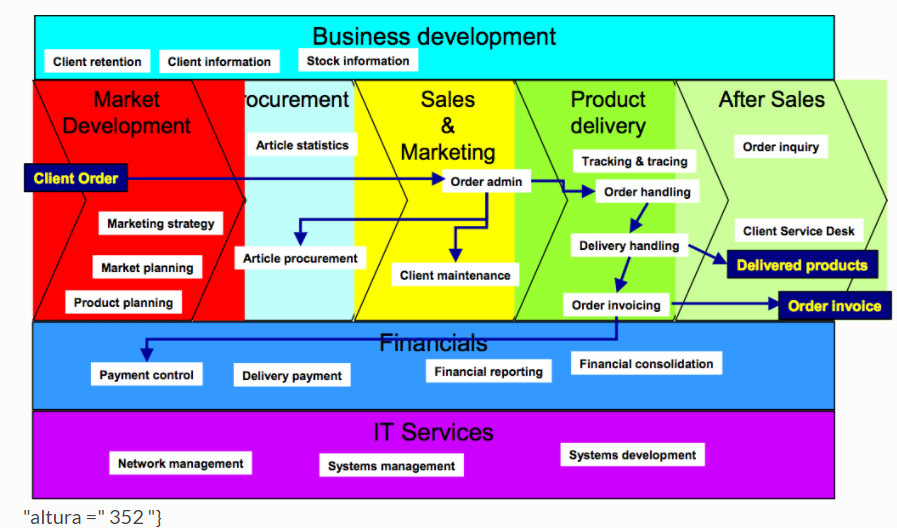 Business development
Client retention
Client information
Stock information
Market
Development
ocurement
Sales
&
Marketing
Product
delivery
After Sales
Article statistics
Order inquiry
Tracking & tracing
Client Order
Order admin
Order handling
Marketing strategy
Client Service Desk
Delivery handling
Article procurement
Market planning
Delivered products
Client maintenance
Product planning
Order invoicing
Order invoice
Financials
Payment control
Delivery payment
Financial reporting
Financial consolidation
IT Services
Network management
Systems management
Systems development
"altura =" 352 "}